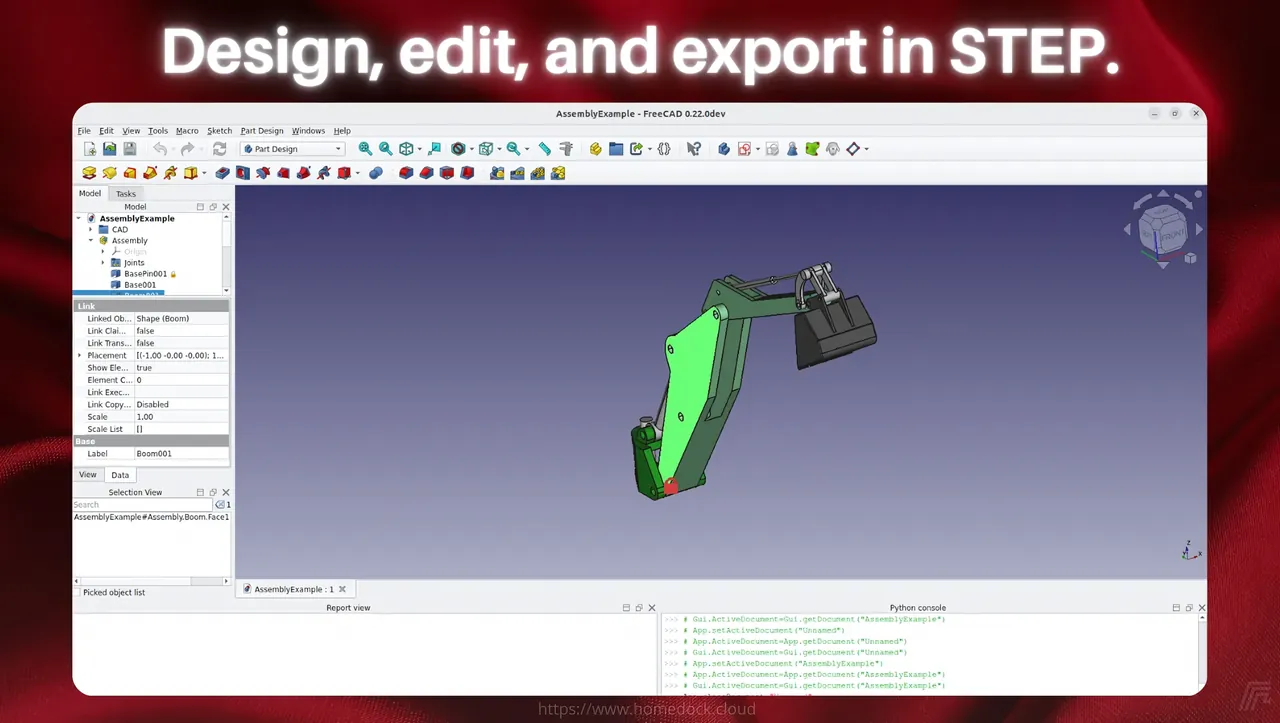 Design, edit, and export in STEP.
AssemblyExample - FreeCAD 0.22.0dev
File Edit View Tools Macro Sketch Part Design Windows Help
Part Design
Model Tasks
Model
AssemblyExample
CAD
Assembly
Origin
Joints
BasePin001
Base001
Boom001
Link
Linked Ob... Shape (Boom)
Link Clai... false
Link Trans... false
Placement [(-1,00 -0.00 -0.00); 1...
Show Ele... true
Element C... 0
Link Exec...
Link Copy... Disabled
Scale 1,00
Scale List []
Base
Label Boom001
View Data
Selection View
Search 1
AssemblyExample#Assembly.Boom.Face1
Picked object list
FRONT
Z
X
AssemblyExample : 1
Report view
Python console
>>> # Gui.ActiveDocument=Gui.getDocument("AssemblyExample")
>>> # App.setActiveDocument("Unnamed")
>>> # App.ActiveDocument=App.getDocument("Unnamed")
>>> # Gui.ActiveDocument=Gui.getDocument("Unnamed")
>>> # App.setActiveDocument("AssemblyExample")
>>> # App.ActiveDocument=App.getDocument("AssemblyExample")
>>> # Gui.ActiveDocument=Gui.getDocument("AssemblyExample")
https://www.homedock.cloud